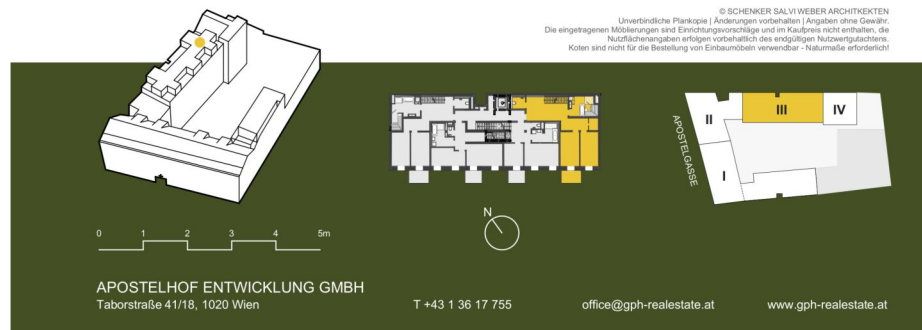 © SCHENKER SALVI WEBER ARCHITKEKTEN
Unverbindliche Plankopie | Änderungen vorbehalten | Angaben ohne Gewähr.
Die eingetragenen Möblierungen sind Einrichtungsvorschläge und im Kaufpreis nicht enthalten, die
Nutzflächenangaben erfolgen vorbehaltlich des endgültigen Nutzwertgutachtens.
Koten sind nicht für die Bestellung von Einbaumöbeln verwendbar - Naturmaße erforderlich!
II
III
IV
I
APOSTELGASSE
N
0 1 2 3 4 5m
APOSTELHOF ENTWICKLUNG GMBH
Taborstraße 41/18, 1020 Wien
T +43 1 36 17 755
office@gph-realestate.at
www.gph-realestate.at